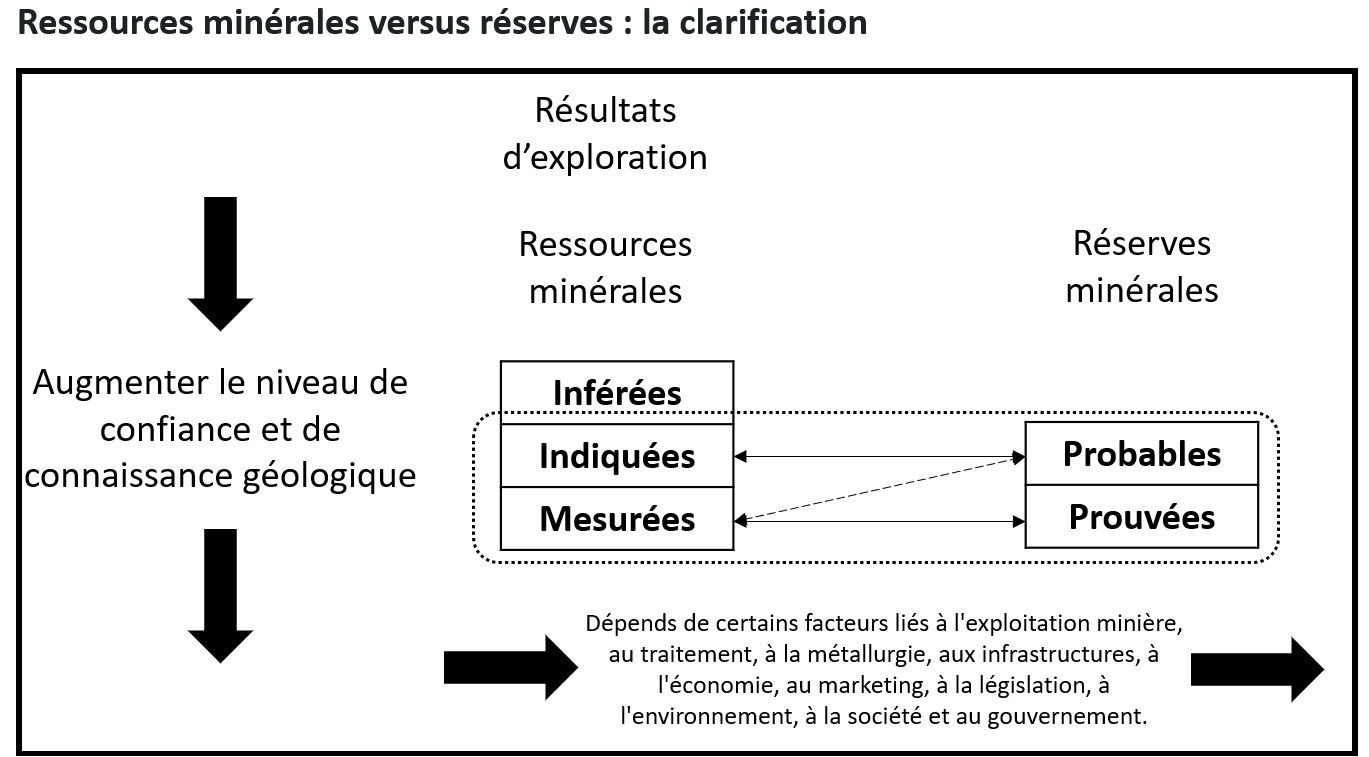 Ressources minérales versus réserves : la clarification
Résultats
d’exploration
Ressources
minérales
Réserves
minérales
Augmenter le niveau de
confiance et de
connaissance géologique
Inférées
Indiquées
Mesurées
Probables
Prouvées
Dépends de certains facteurs liés à l'exploitation minière,
au traitement, à la métallurgie, aux infrastructures, à
l'économie, au marketing, à la législation, à
l'environnement, à la société et au gouvernement.